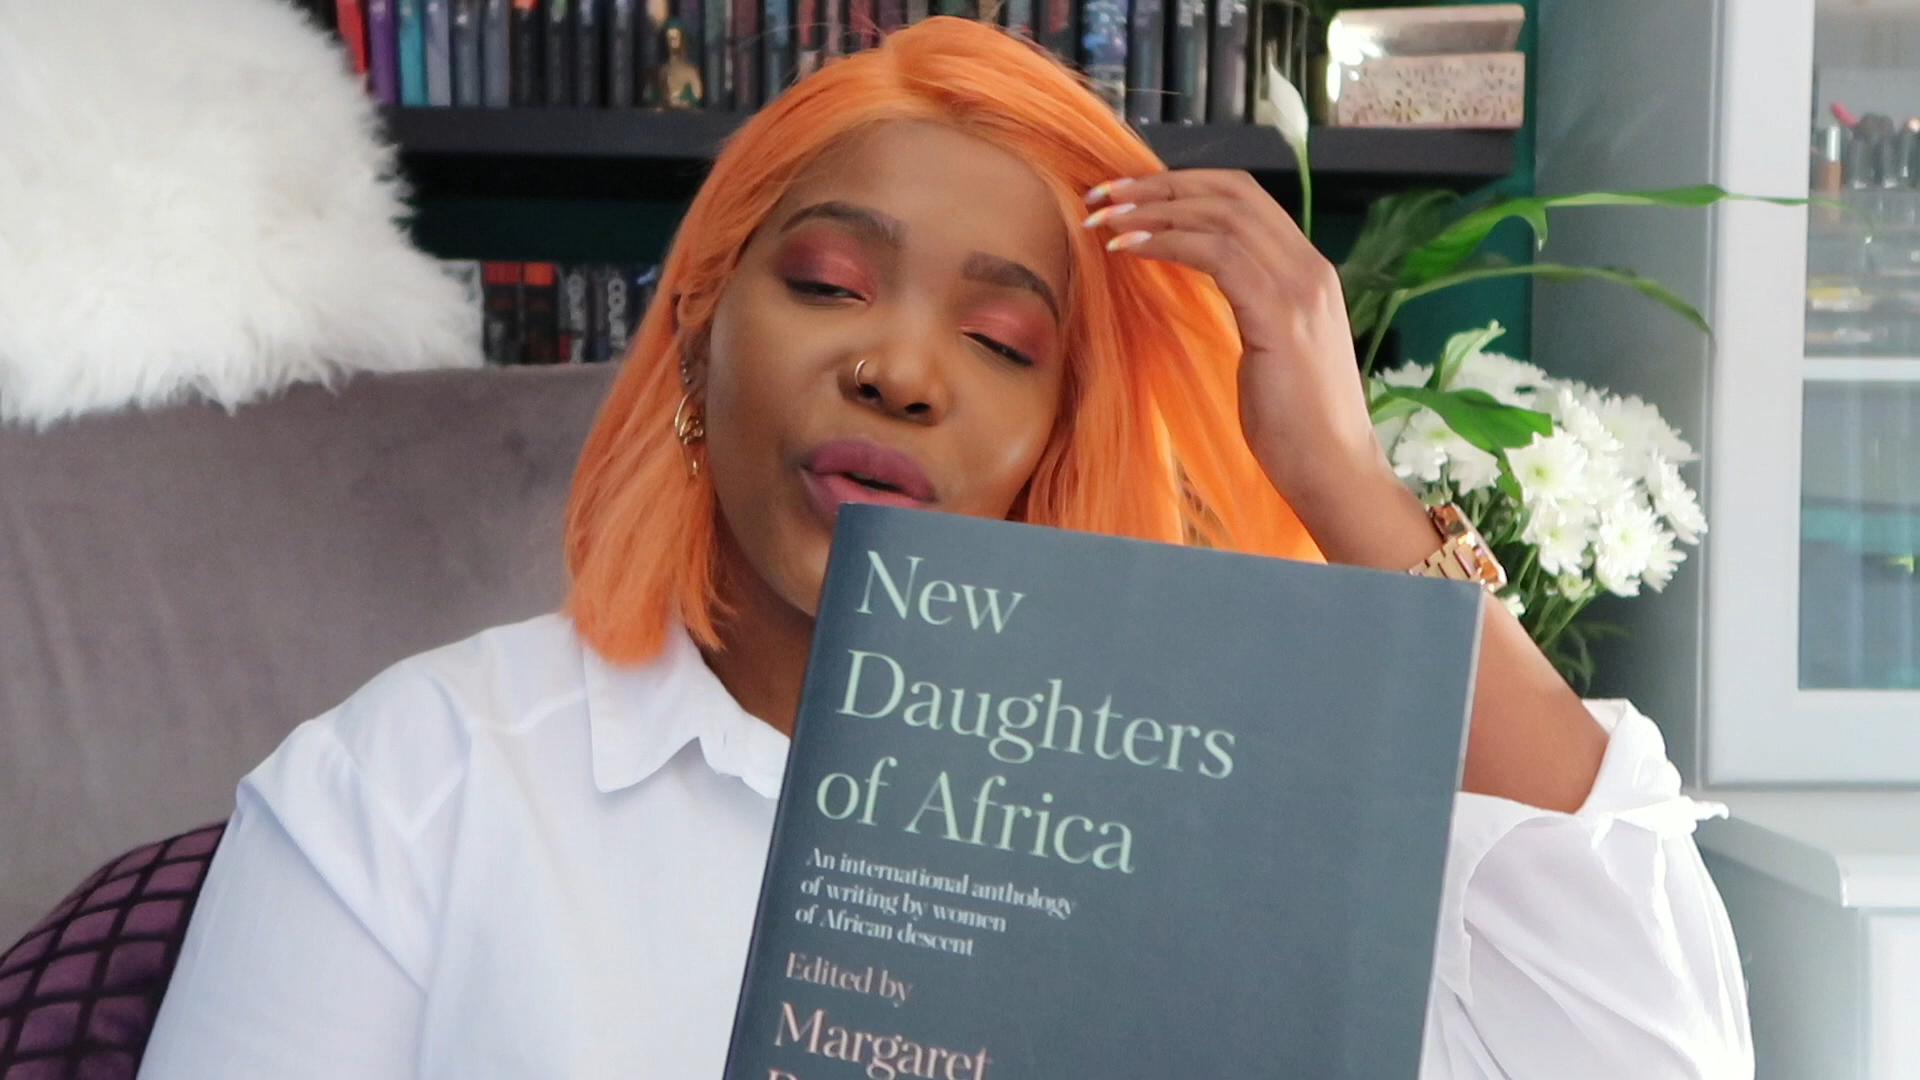 New
Daughters
of Africa
An international anthology
of writing by women
of African descent
Edited by
Margaret